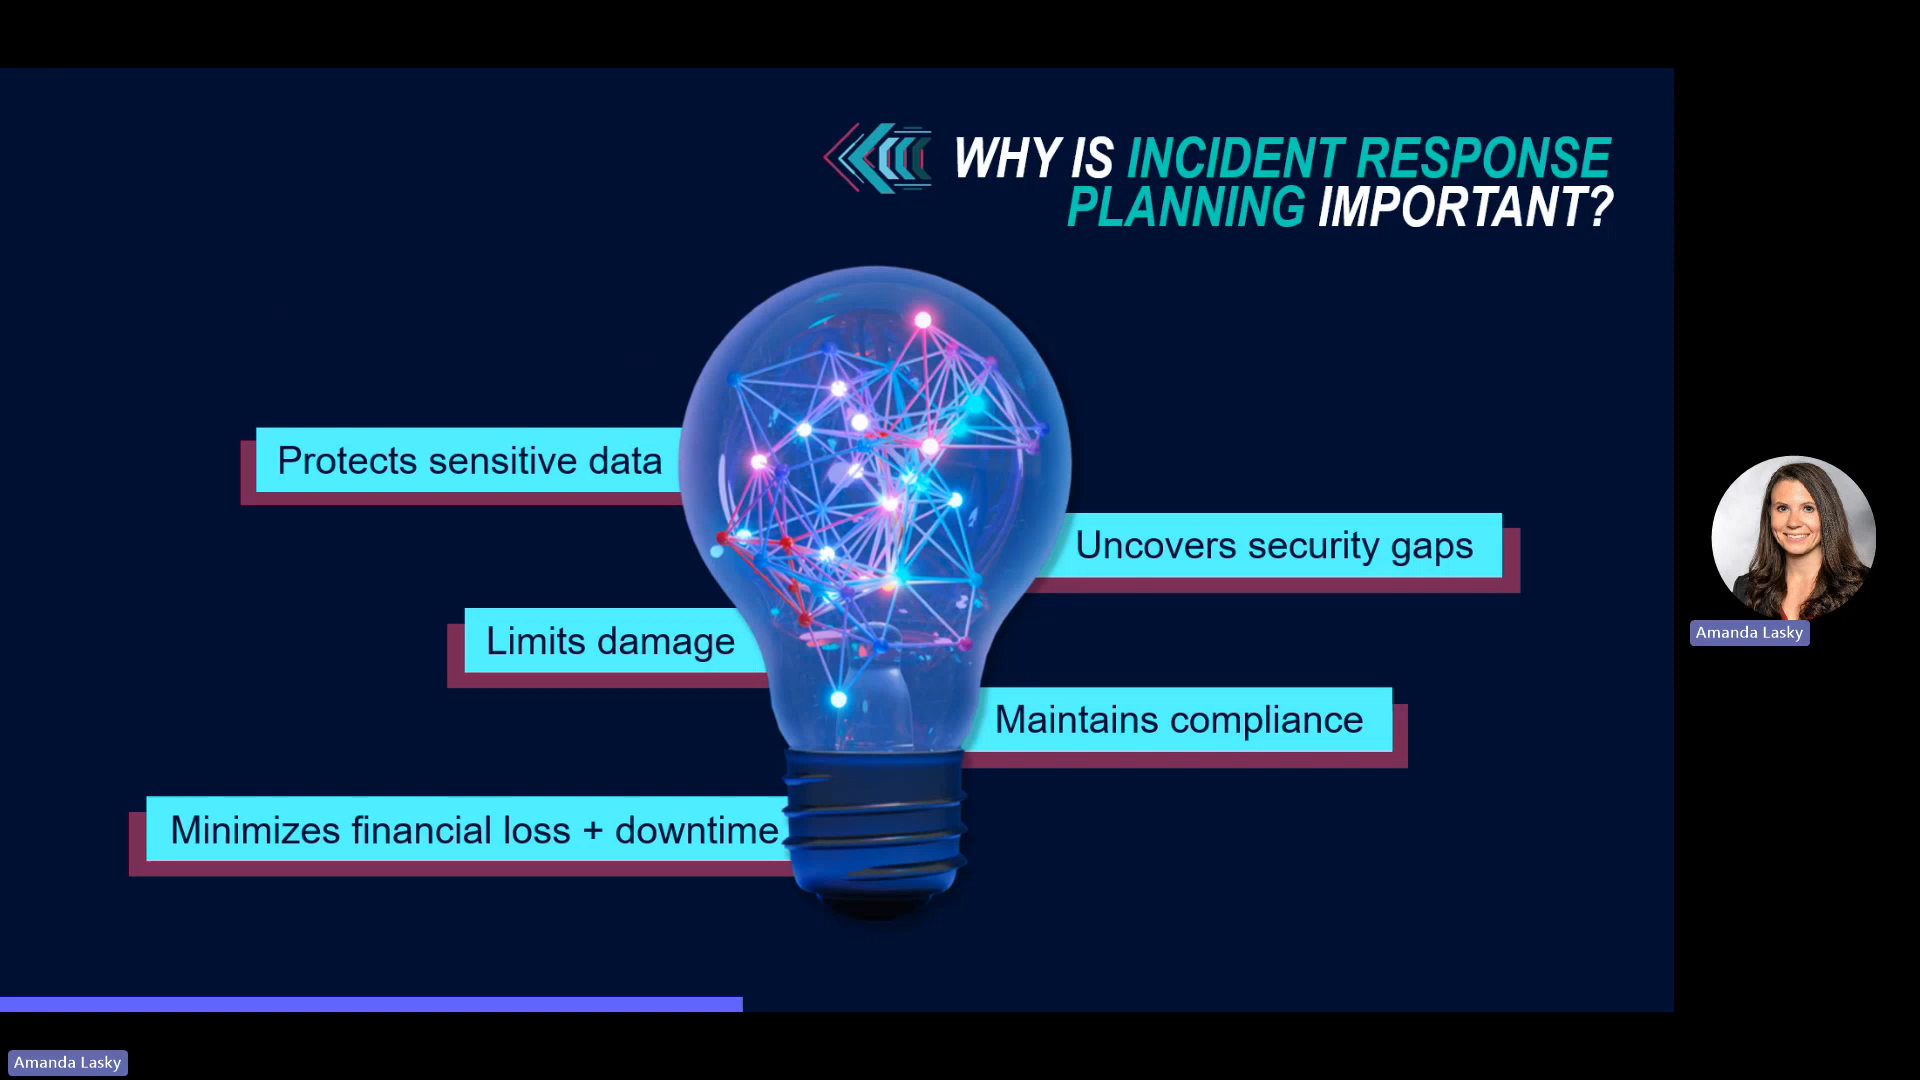 WHY IS INCIDENT RESPONSE
PLANNING IMPORTANT?
Protects sensitive data
Uncovers security gaps
Limits damage
Maintains compliance
Minimizes financial loss + downtime
Amanda Lasky
Amanda Lasky